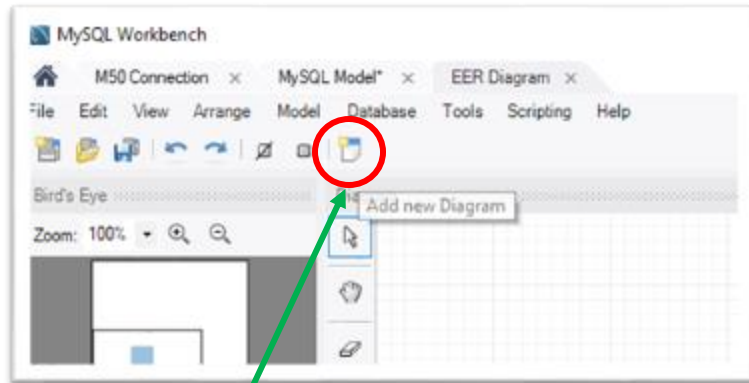 MySQL Workbench
M50 Connection × MySQL Model* × EER Diagram ×
File Edit View Arrange Model Database Tools Scripting Help
Bird's Eye
Add new Diagram
Zoom: 100%